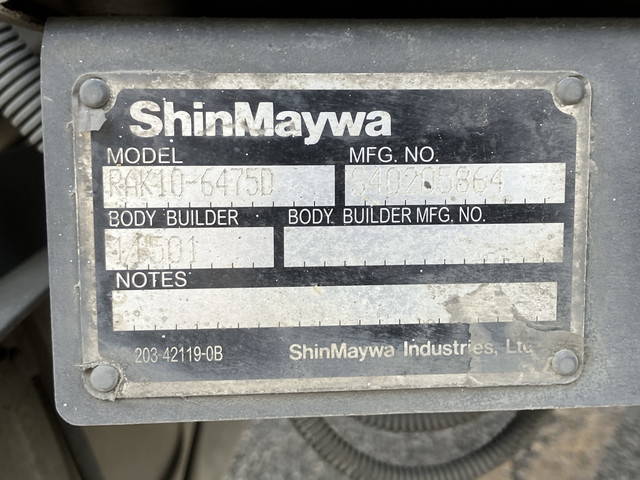 ShinMaywa
MODEL MFG. NO.
RAK10-6475D
BODY BUILDER BODY BUILDER MFG. NO.
NOTES
203-42119-0B ShinMaywa Industries, Ltd.